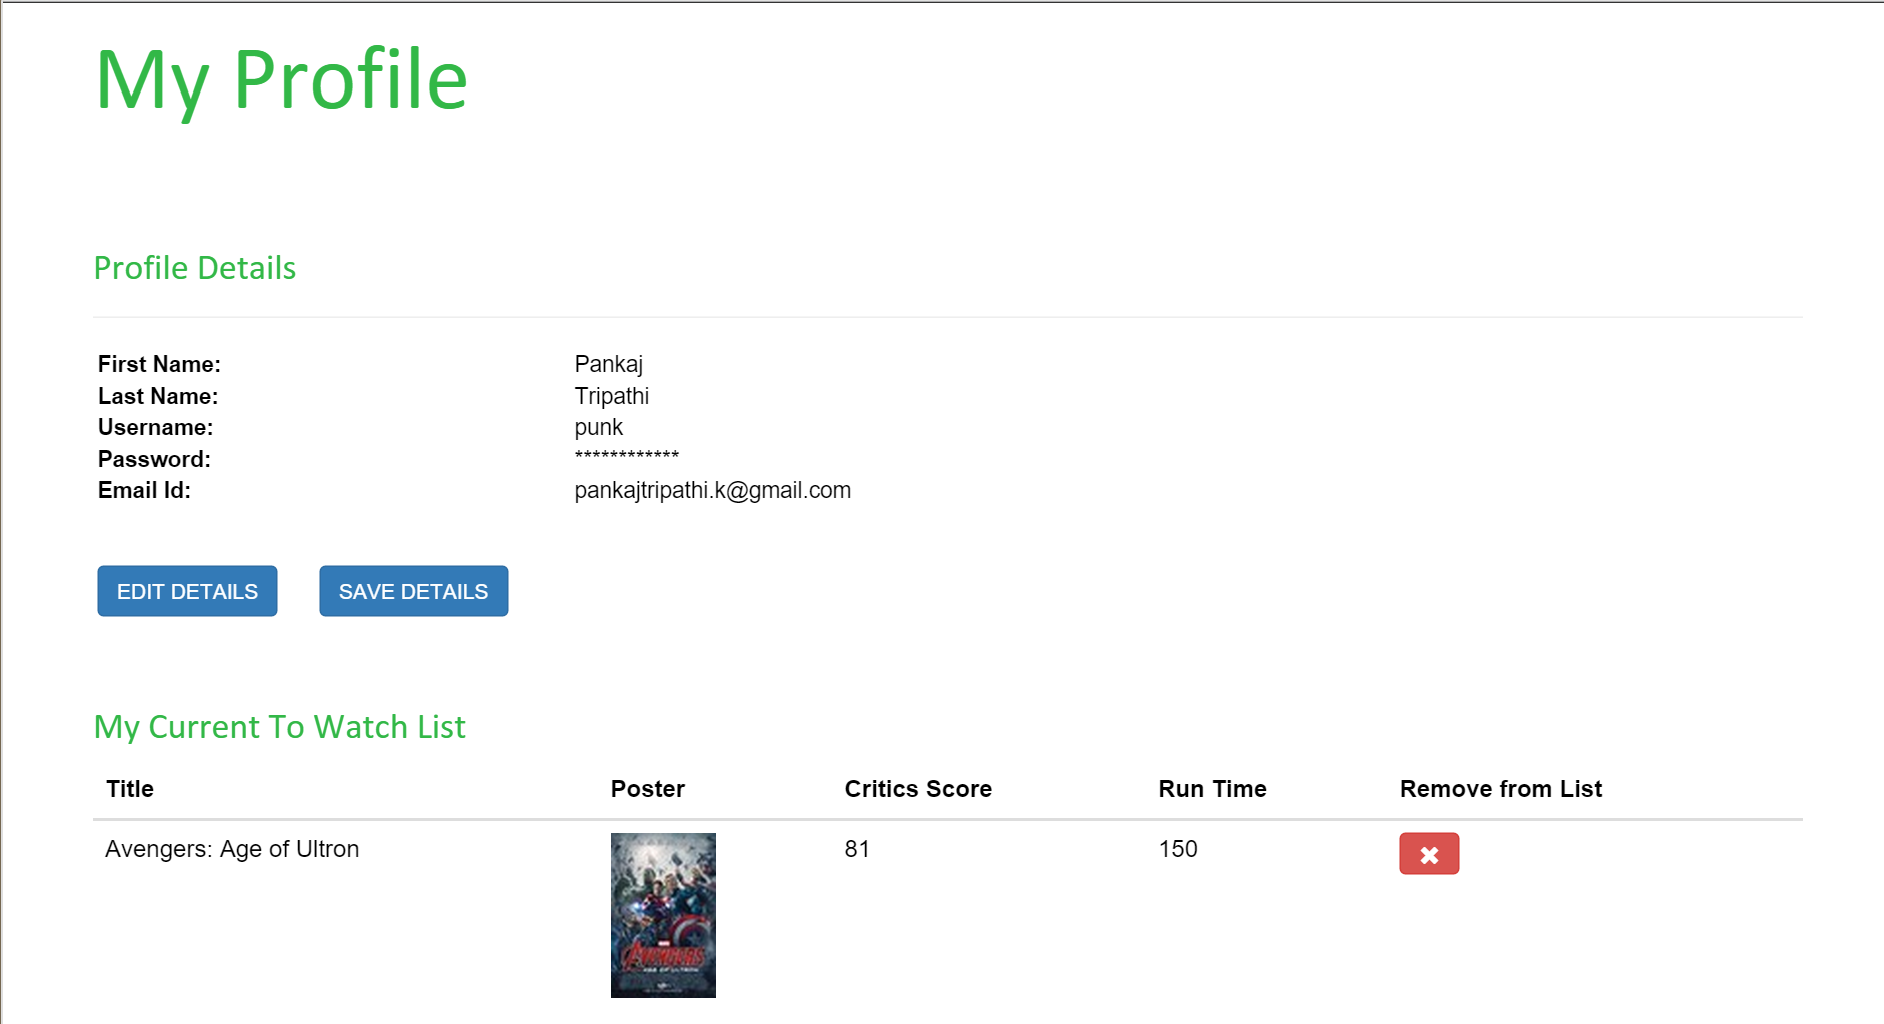 My Profile
Profile Details
First Name: Pankaj
Last Name: Tripathi
Username: punk
Password: ************
Email Id: pankajtripathi.k@gmail.com
EDIT DETAILS SAVE DETAILS
My Current To Watch List
Title Poster Critics Score Run Time Remove from List
Avengers: Age of Ultron 81 150
MARVEL
AVENGERS
AGE OF ULTRON